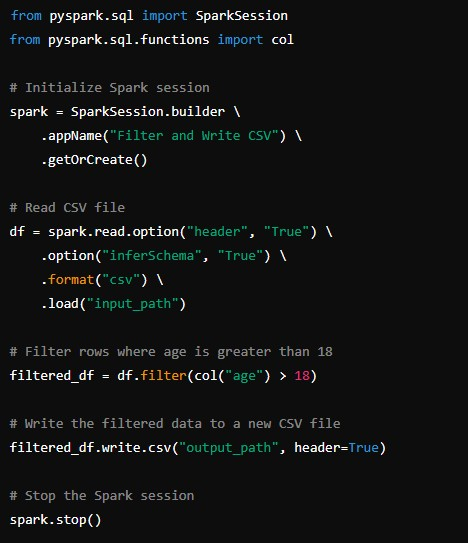 from pyspark.sql import SparkSession
from pyspark.sql.functions import col

# Initialize Spark session
spark = SparkSession.builder \
    .appName("Filter and Write CSV") \
    .getOrCreate()

# Read CSV file
df = spark.read.option("header", "True") \
    .option("inferSchema", "True") \
    .format("csv") \
    .load("input_path")

# Filter rows where age is greater than 18
filtered_df = df.filter(col("age") > 18)

# Write the filtered data to a new CSV file
filtered_df.write.csv("output_path", header=True)

# Stop the Spark session
spark.stop()